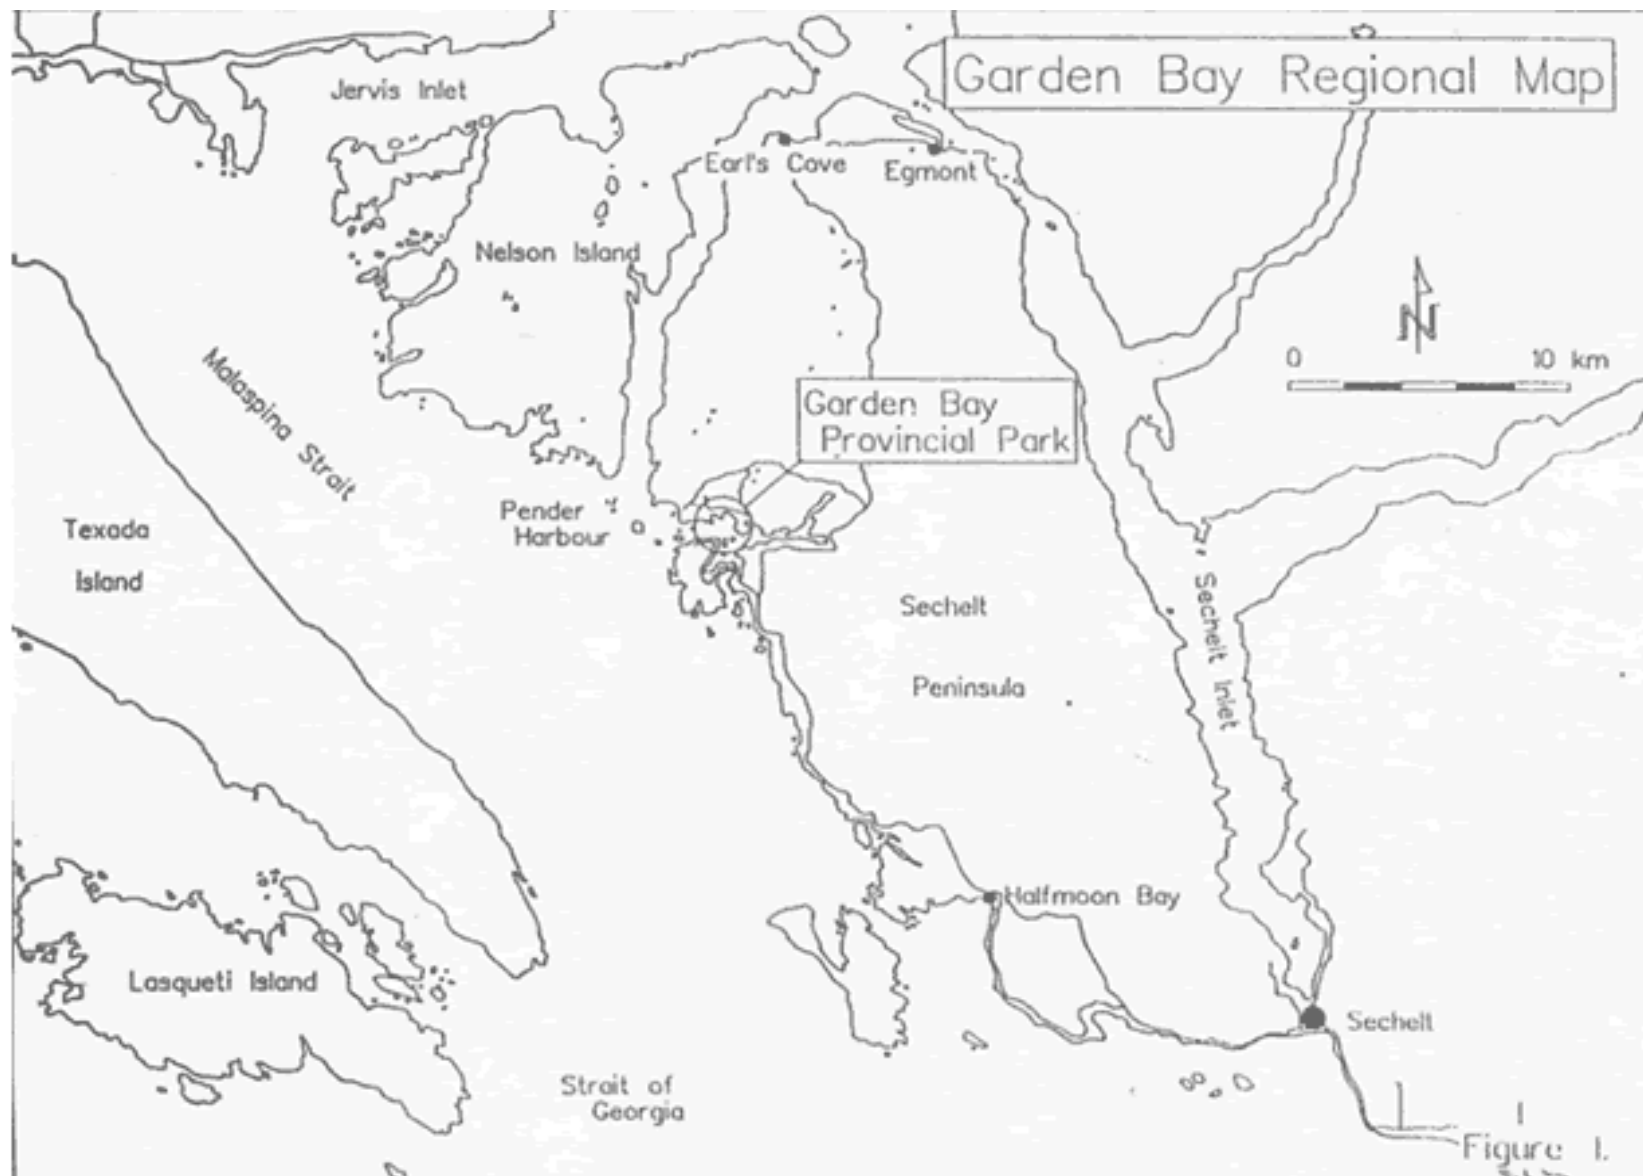 Garden Bay Regional Map
Jervis Inlet
Earl's Cove
Egmont
Nelson Island
0 10 km
Malaspina Strait
Garden Bay
Provincial Park
Pender
Harbour
Texada
Island
Sechelt
Peninsula
Sechelt Inlet
Halfmoon Bay
Lasqueti Island
Sechelt
Strait of
Georgia
Figure 1.